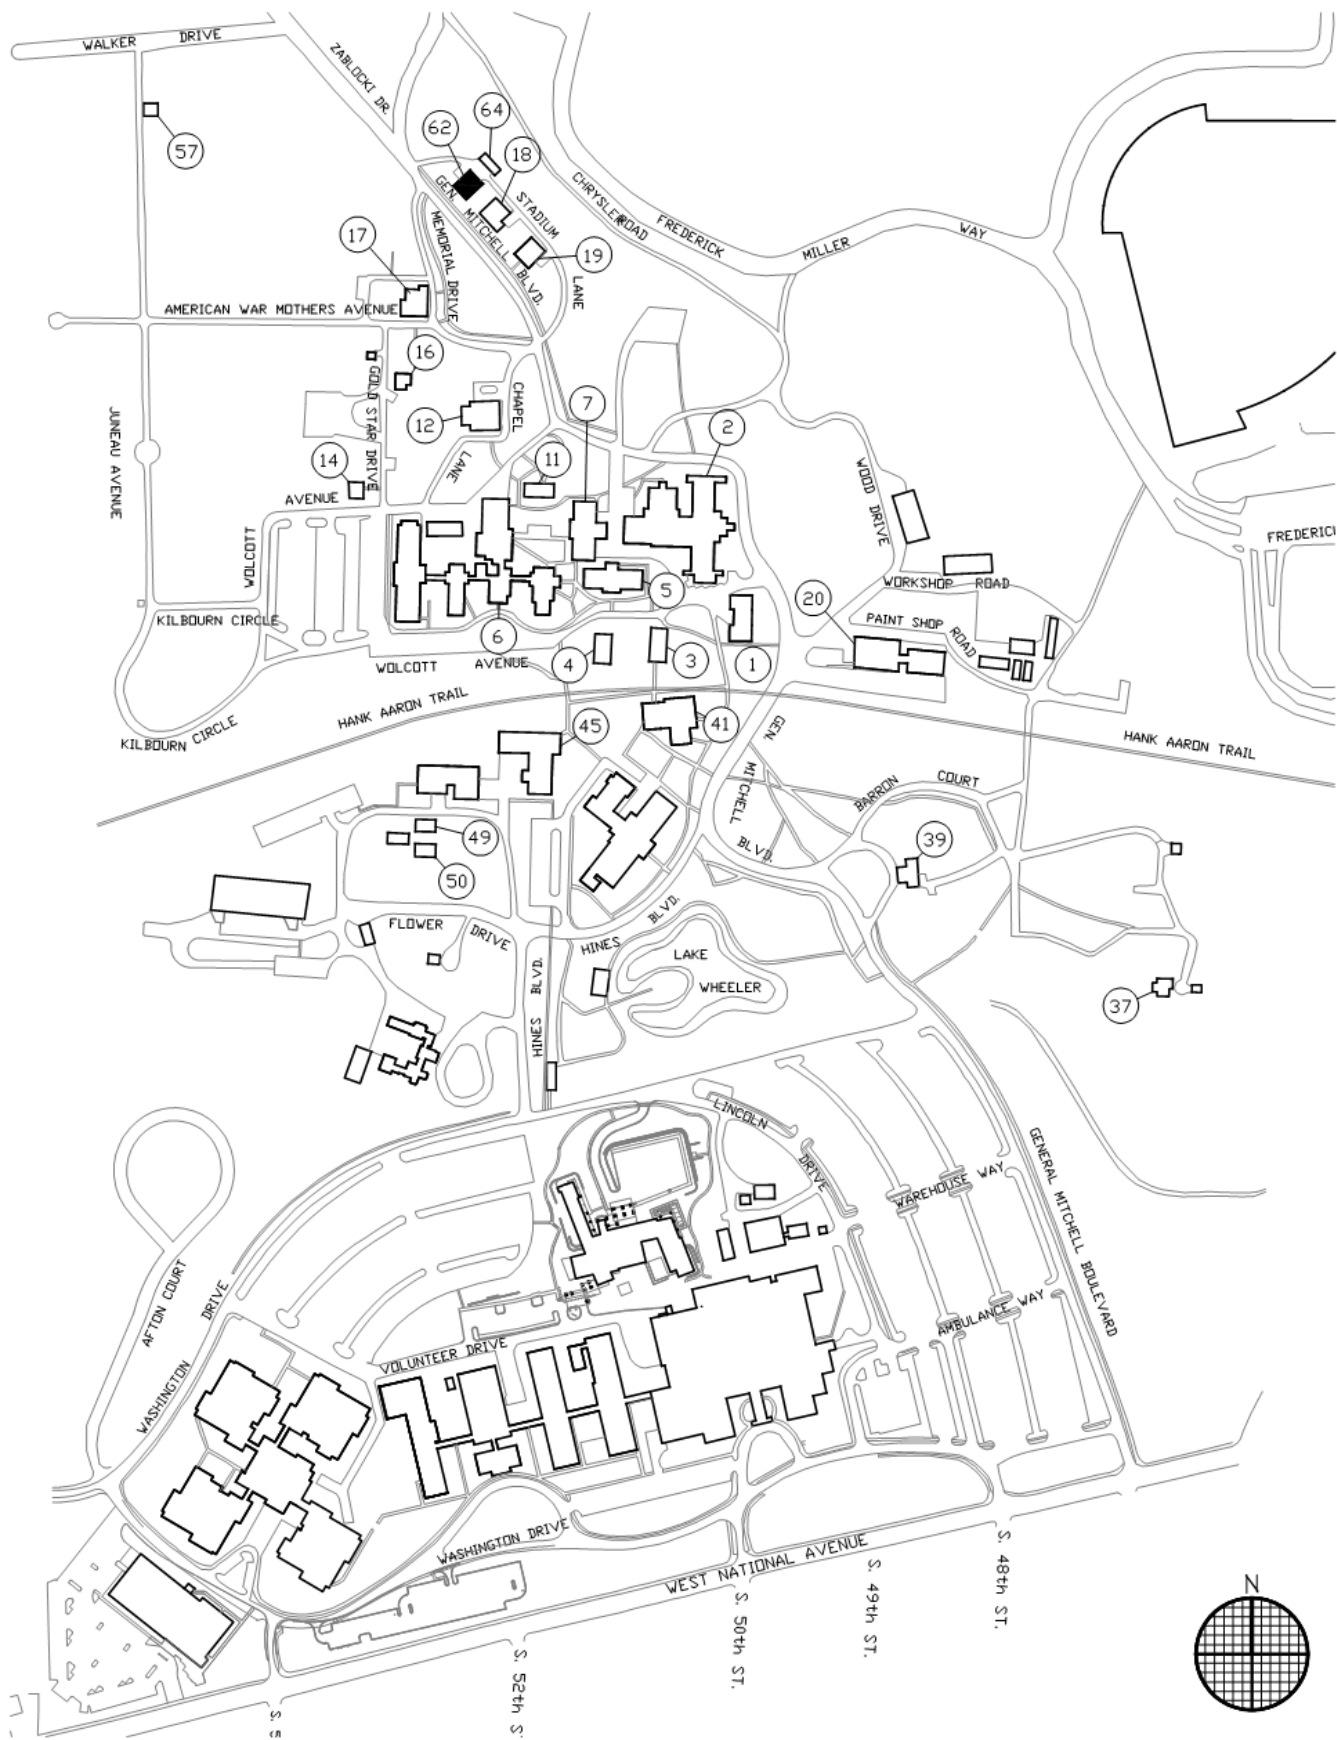 WALKER DRIVE
ZABLOCKI DR.
64
62
18
57
GEN. MITCHELL BLVD.
STADIUM LANE
CHRYSLER ROAD
FREDERICK MILLER WAY
MEMORIAL DRIVE
17
19
AMERICAN WAR MOTHERS AVENUE
16
GOLD STAR DRIVE
CHAPEL LANE
7
12
2
JUNEAU AVENUE
14
11
WOOD DRIVE
WOLCOTT AVENUE
FREDERIC
WORKSHOP ROAD
5
20
PAINT SHOP ROAD
KILBOURN CIRCLE
6
4
3
1
WOLCOTT AVENUE
HANK AARON TRAIL
KILBOURN CIRCLE
45
41
GEN. MITCHELL BLVD.
HANK AARON TRAIL
BARRON COURT
49
39
50
FLOWER DRIVE
HINES BLVD.
LAKE
WHEELER
HINES BLVD.
37
LINCOLN DRIVE
WAREHOUSE WAY
GENERAL MITCHELL BOULEVARD
AFTON COURT
WASHINGTON DRIVE
AMBULANCE WAY
VOLUNTEER DRIVE
WASHINGTON DRIVE
WEST NATIONAL AVENUE
S. 48th ST.
S. 49th ST.
S. 50th ST.
N
S. 52th S
S. 5